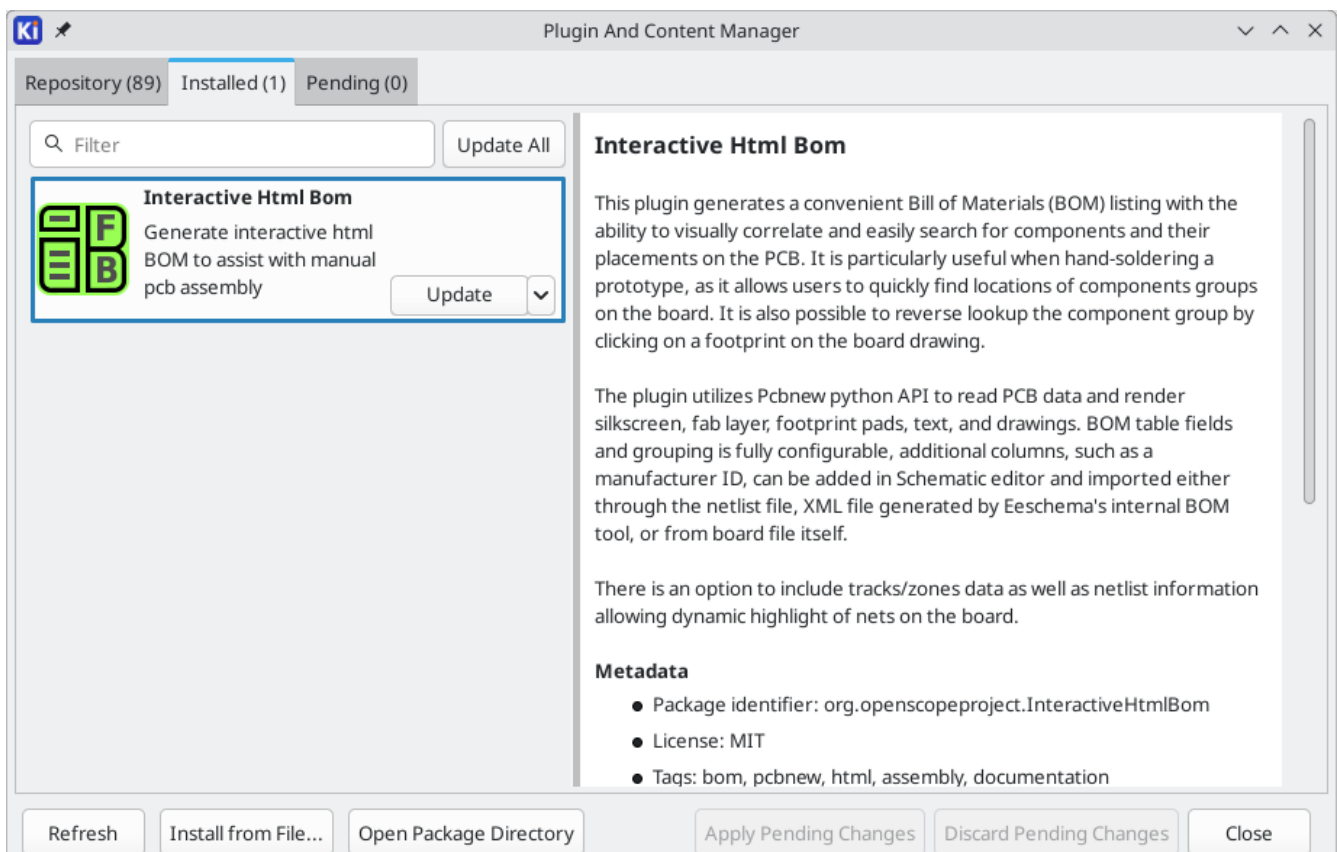 Ki
Plugin And Content Manager
Repository (89)
Installed (1)
Pending (0)
Filter
Update All
Interactive Html Bom
Generate interactive html
BOM to assist with manual
pcb assembly
Update
F
B
Interactive Html Bom
This plugin generates a convenient Bill of Materials (BOM) listing with the
ability to visually correlate and easily search for components and their
placements on the PCB. It is particularly useful when hand-soldering a
prototype, as it allows users to quickly find locations of components groups
on the board. It is also possible to reverse lookup the component group by
clicking on a footprint on the board drawing.
The plugin utilizes Pcbnew python API to read PCB data and render
silkscreen, fab layer, footprint pads, text, and drawings. BOM table fields
and grouping is fully configurable, additional columns, such as a
manufacturer ID, can be added in Schematic editor and imported either
through the netlist file, XML file generated by Eeschema's internal BOM
tool, or from board file itself.
There is an option to include tracks/zones data as well as netlist information
allowing dynamic highlight of nets on the board.
Metadata
● Package identifier: org.openscopeproject.InteractiveHtmlBom
● License: MIT
● Tags: bom, pcbnew, html, assembly, documentation
Refresh
Install from File...
Open Package Directory
Apply Pending Changes
Discard Pending Changes
Close